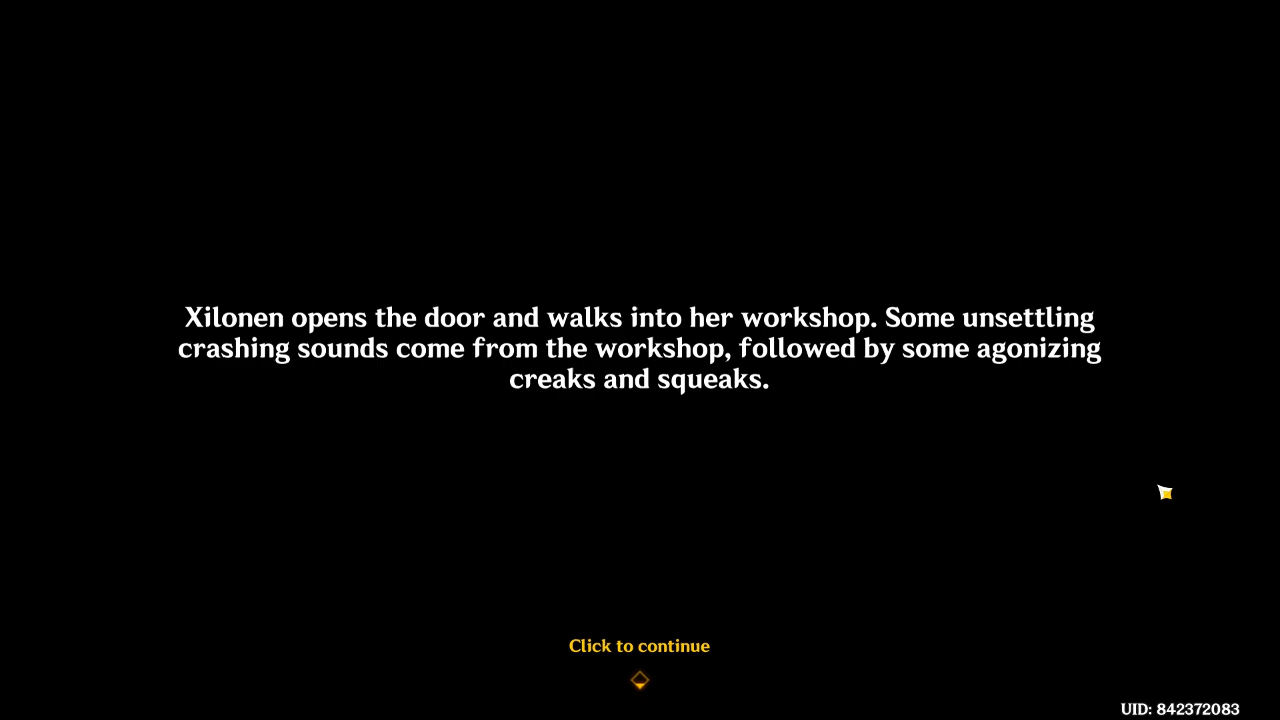 Xilonen opens the door and walks into her workshop. Some unsettling
crashing sounds come from the workshop, followed by some agonizing
creaks and squeaks.
Click to continue
UID: 842372083